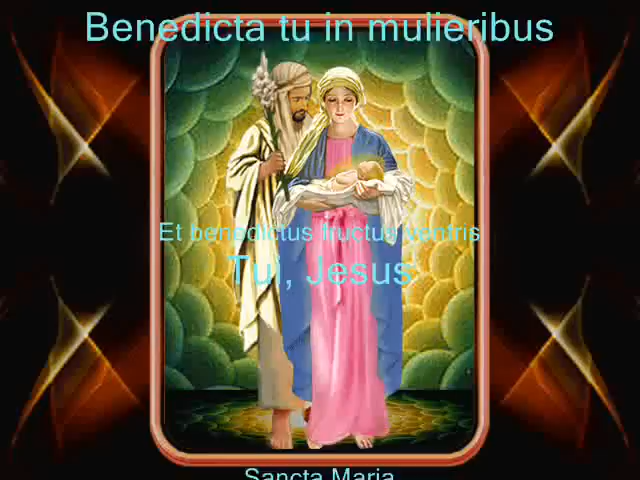 Benedicta tu in mulieribus
Et benedictus fructus ventris
Tui, Jesus
Sancta Maria